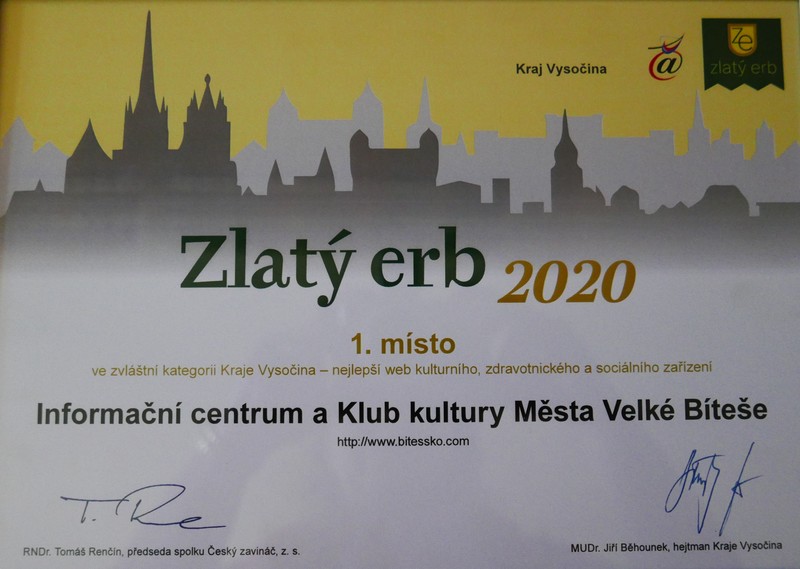 Kraj Vysočina
@
Ze
zlatý erb
Zlatý erb 2020
1. místo
ve zvláštní kategorii Kraje Vysočina – nejlepší web kulturního, zdravotnického a sociálního zařízení
Informační centrum a Klub kultury Města Velké Bíteše
http://www.bitessko.com
RNDr. Tomáš Renčín, předseda spolku Český zavináč, z. s.
MUDr. Jiří Běhounek, hejtman Kraje Vysočina